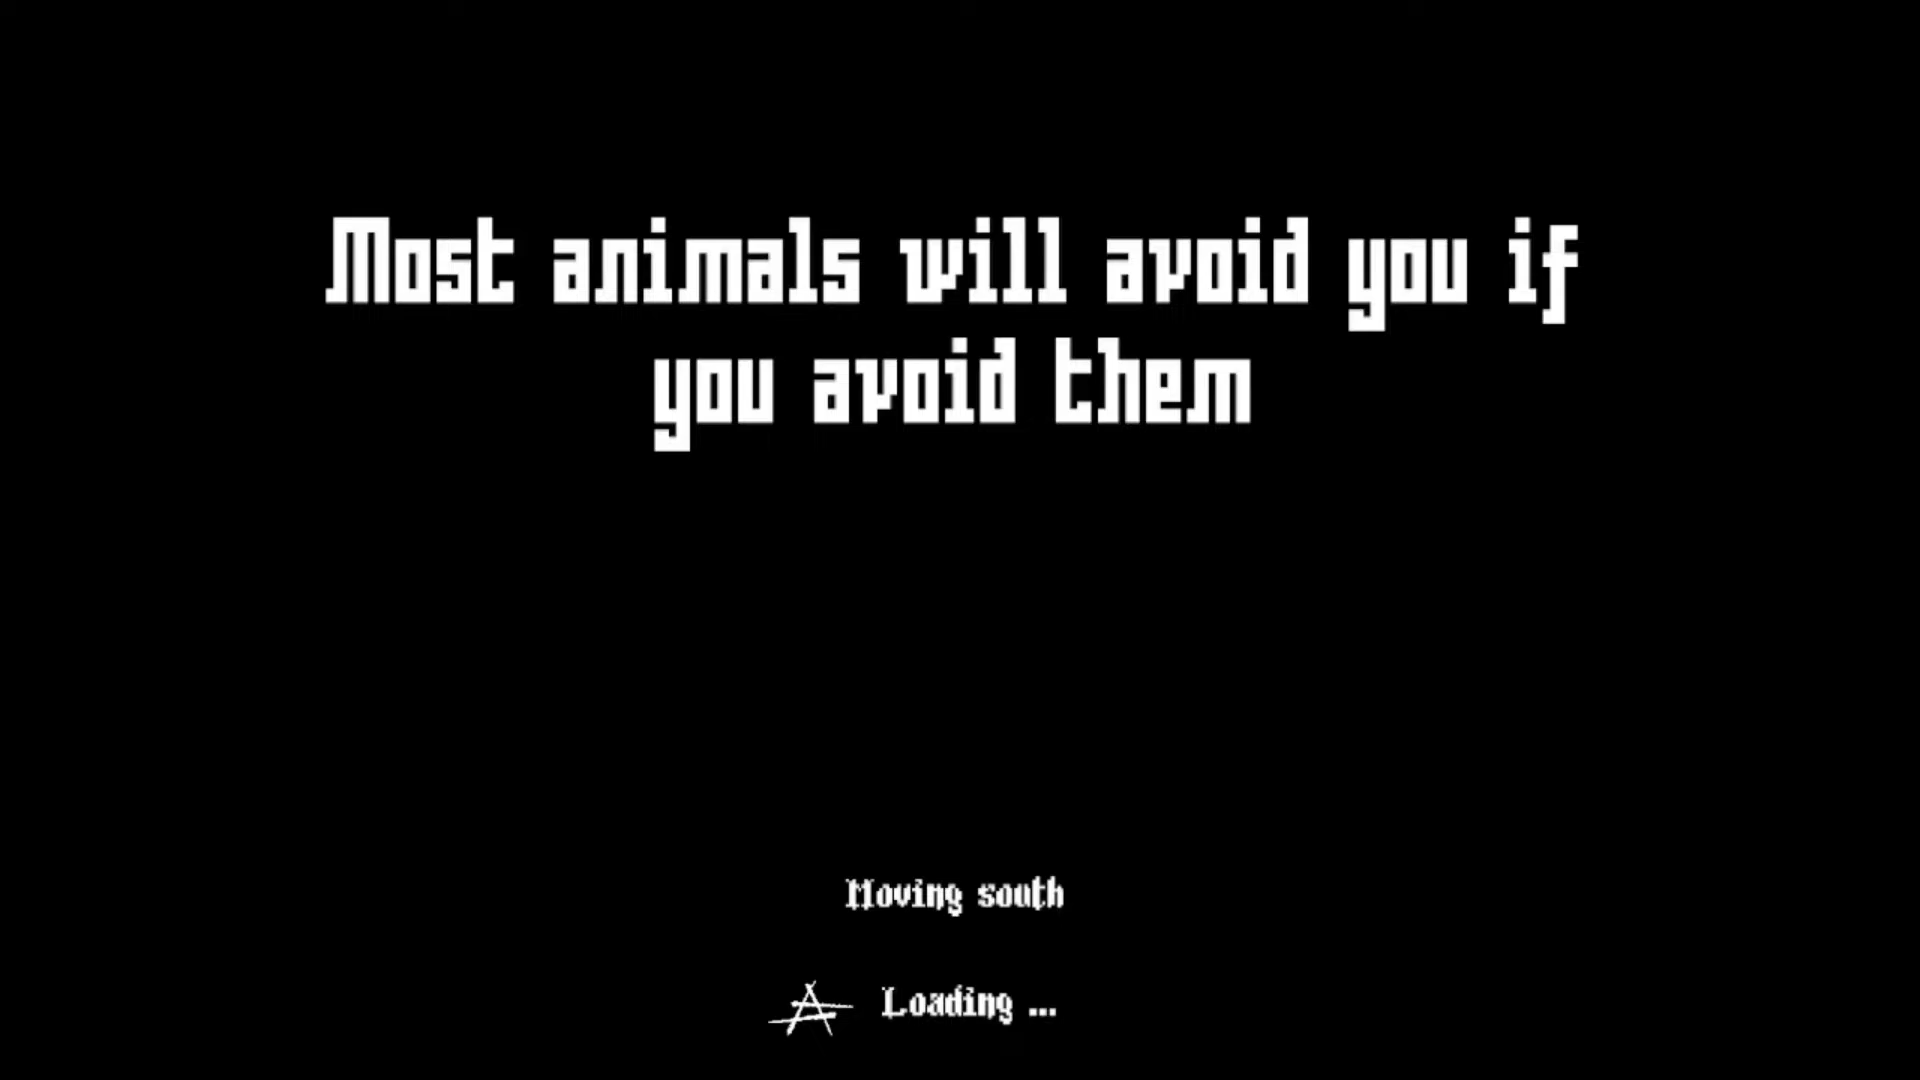 Most animals will avoid you if
you avoid them
Moving south
Loading ...